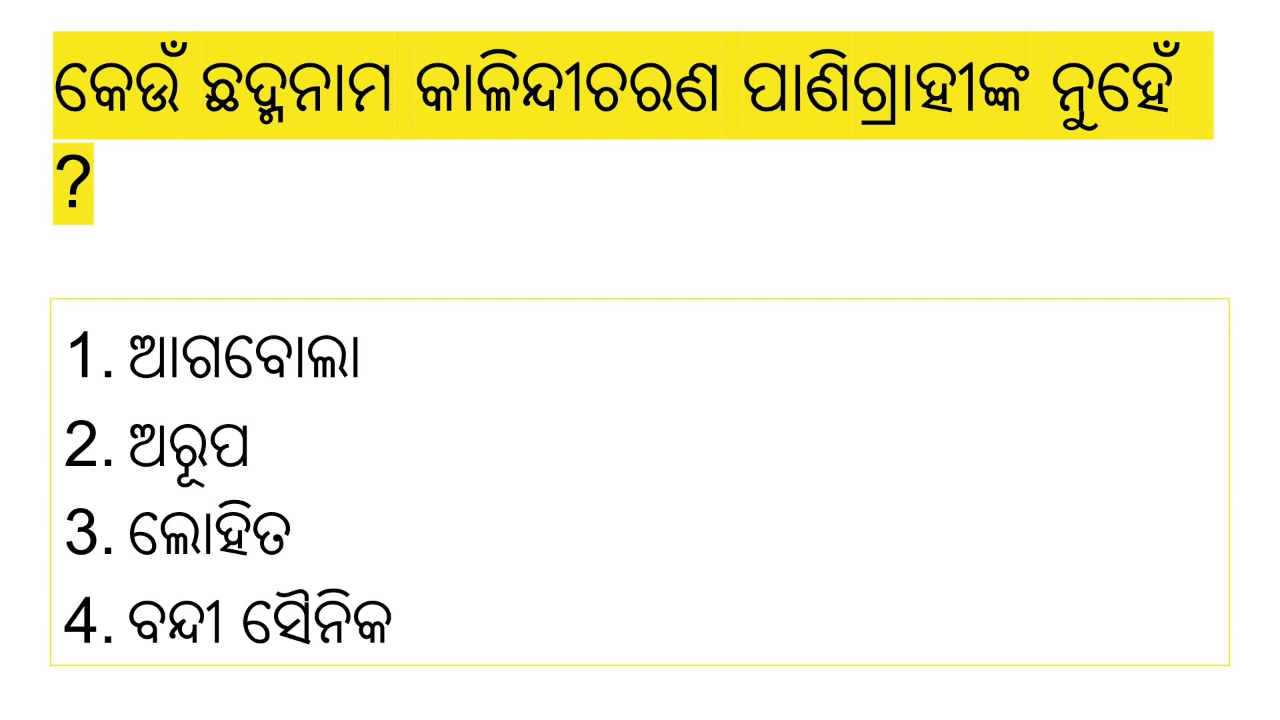 କେଉଁ ଛଦ୍ମନାମ କାଳିନ୍ଦୀଚରଣ ପାଣିଗ୍ରାହୀଙ୍କ ନୁହେଁ
?
1. ଆଗବୋଲା
2. ଅରୂପ
3. ଲୋହିତ
4. ବନ୍ଦୀ ସୈନିକ